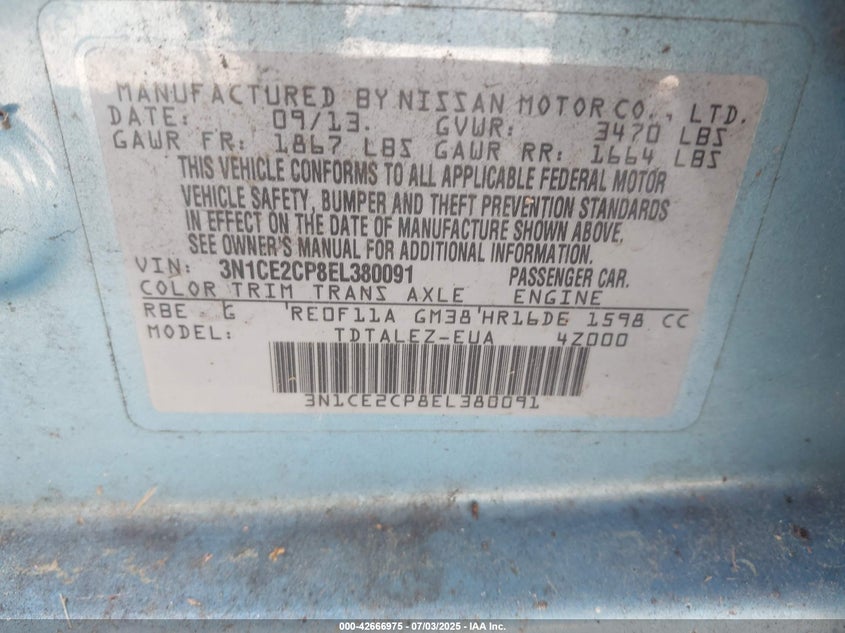 MANUFACTURED BY NISSAN MOTOR CO., LTD.
DATE: 09/13. GVWR: 3470 LBS
GAWR FR: 1867 LBS GAWR RR: 1664 LBS
THIS VEHICLE CONFORMS TO ALL APPLICABLE FEDERAL MOTOR
VEHICLE SAFETY, BUMPER AND THEFT PREVENTION STANDARDS
IN EFFECT ON THE DATE OF MANUFACTURE SHOWN ABOVE.
SEE OWNER'S MANUAL FOR ADDITIONAL INFORMATION.
VIN: 3N1CE2CP8EL380091 PASSENGER CAR.
COLOR TRIM TRANS AXLE ENGINE
RBE G RE0F11A GM38 HR16DE 1598 CC
MODEL: TDTALEZ-EUA 4Z000
3N1CE2CP8EL380091
000-42666975 - 07/03/2025 - IAA Inc.